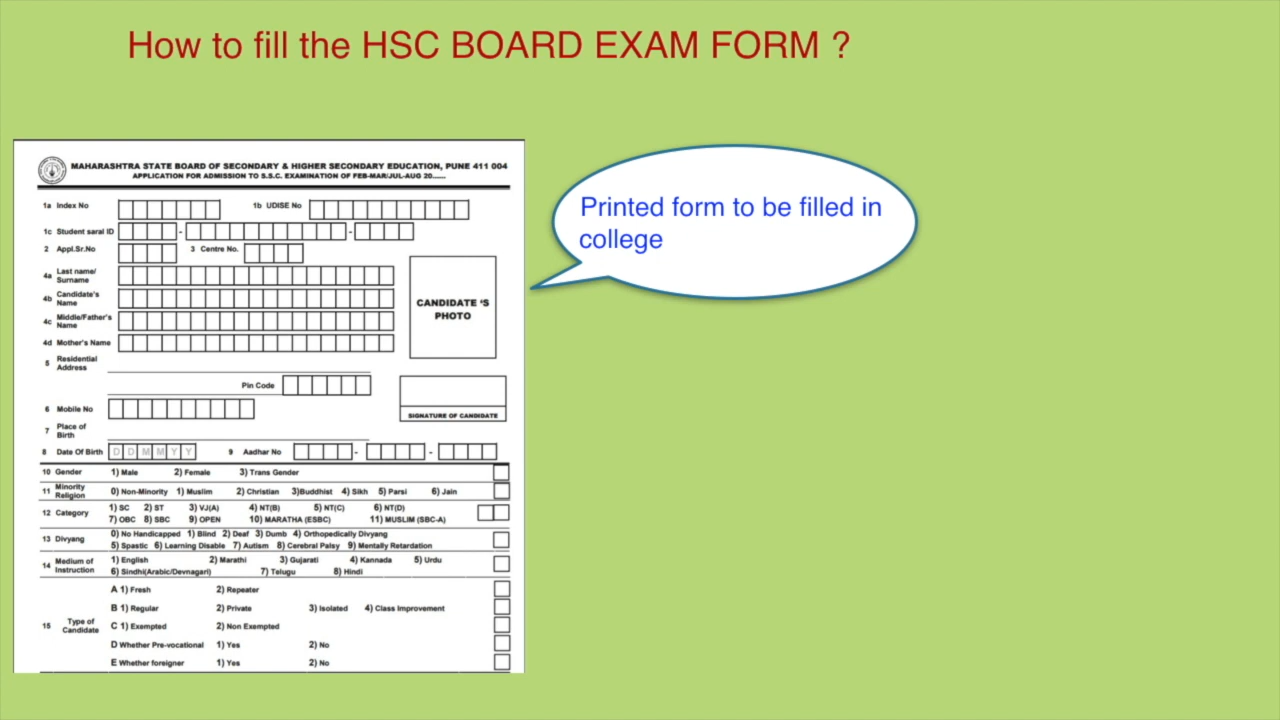 How to fill the HSC BOARD EXAM FORM ?
MAHARASHTRA STATE BOARD OF SECONDARY & HIGHER SECONDARY EDUCATION, PUNE 411 004
APPLICATION FOR ADMISSION TO S.S.C. EXAMINATION OF FEB-MAR/JUL-AUG 20......
1a Index No 1b UDISE No
1c Student saral ID - -
2 Appl.Sr.No 3 Centre No.
4a Last name/
Surname
4b Candidate's
Name
4c Middle/Father's
Name
4d Mother's Name
CANDIDATE 'S
PHOTO
5 Residential
Address
Pin Code
6 Mobile No
SIGNATURE OF CANDIDATE
7 Place of
Birth
8 Date Of Birth D D M M Y Y 9 Aadhar No - -
10 Gender 1) Male 2) Female 3) Trans Gender
11 Minority
Religion 0) Non-Minority 1) Muslim 2) Christian 3)Buddhist 4) Sikh 5) Parsi 6) Jain
12 Category 1) SC 2) ST 3) VJ(A) 4) NT(B) 5) NT(C) 6) NT(D)
7) OBC 8) SBC 9) OPEN 10) MARATHA (ESBC) 11) MUSLIM (SBC-A)
13 Divyang 0) No Handicapped 1) Blind 2) Deaf 3) Dumb 4) Orthopedically Divyang
5) Spastic 6) Learning Disable 7) Autism 8) Cerebral Palsy 9) Mentally Retardation
14 Medium of
Instruction 1) English 2) Marathi 3) Gujarati 4) Kannada 5) Urdu
6) Sindhi(Arabic/Devnagari) 7) Telugu 8) Hindi
15 Type of
Candidate
A 1) Fresh 2) Repeater
B 1) Regular 2) Private 3) Isolated 4) Class Improvement
C 1) Exempted 2) Non Exempted
D Whether Pre-vocational 1) Yes 2) No
E Whether foreigner 1) Yes 2) No
Printed form to be filled in
college